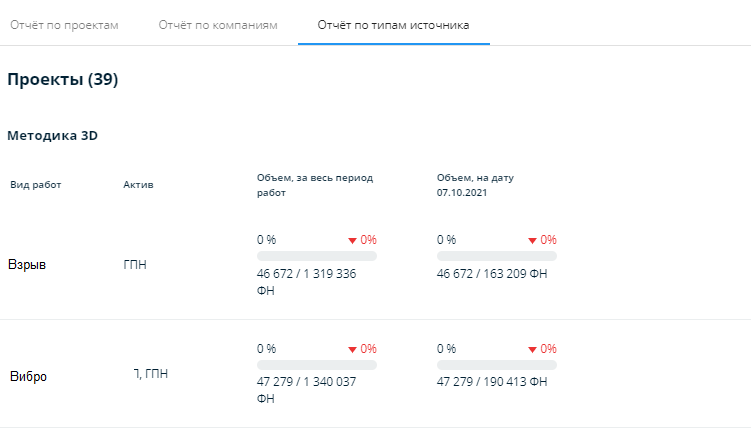 Отчёт по проектам Отчёт по компаниям Отчёт по типам источника
Проекты (39)
Методика 3D
Вид работ Актив Объем, за весь период работ Объем, на дату 07.10.2021
0 % 0% 0 % 0%
Взрыв ГПН
46 672 / 1 319 336 ФН 46 672 / 163 209 ФН
0 % 0% 0 % 0%
Вибро , ГПН
47 279 / 1 340 037 ФН 47 279 / 190 413 ФН